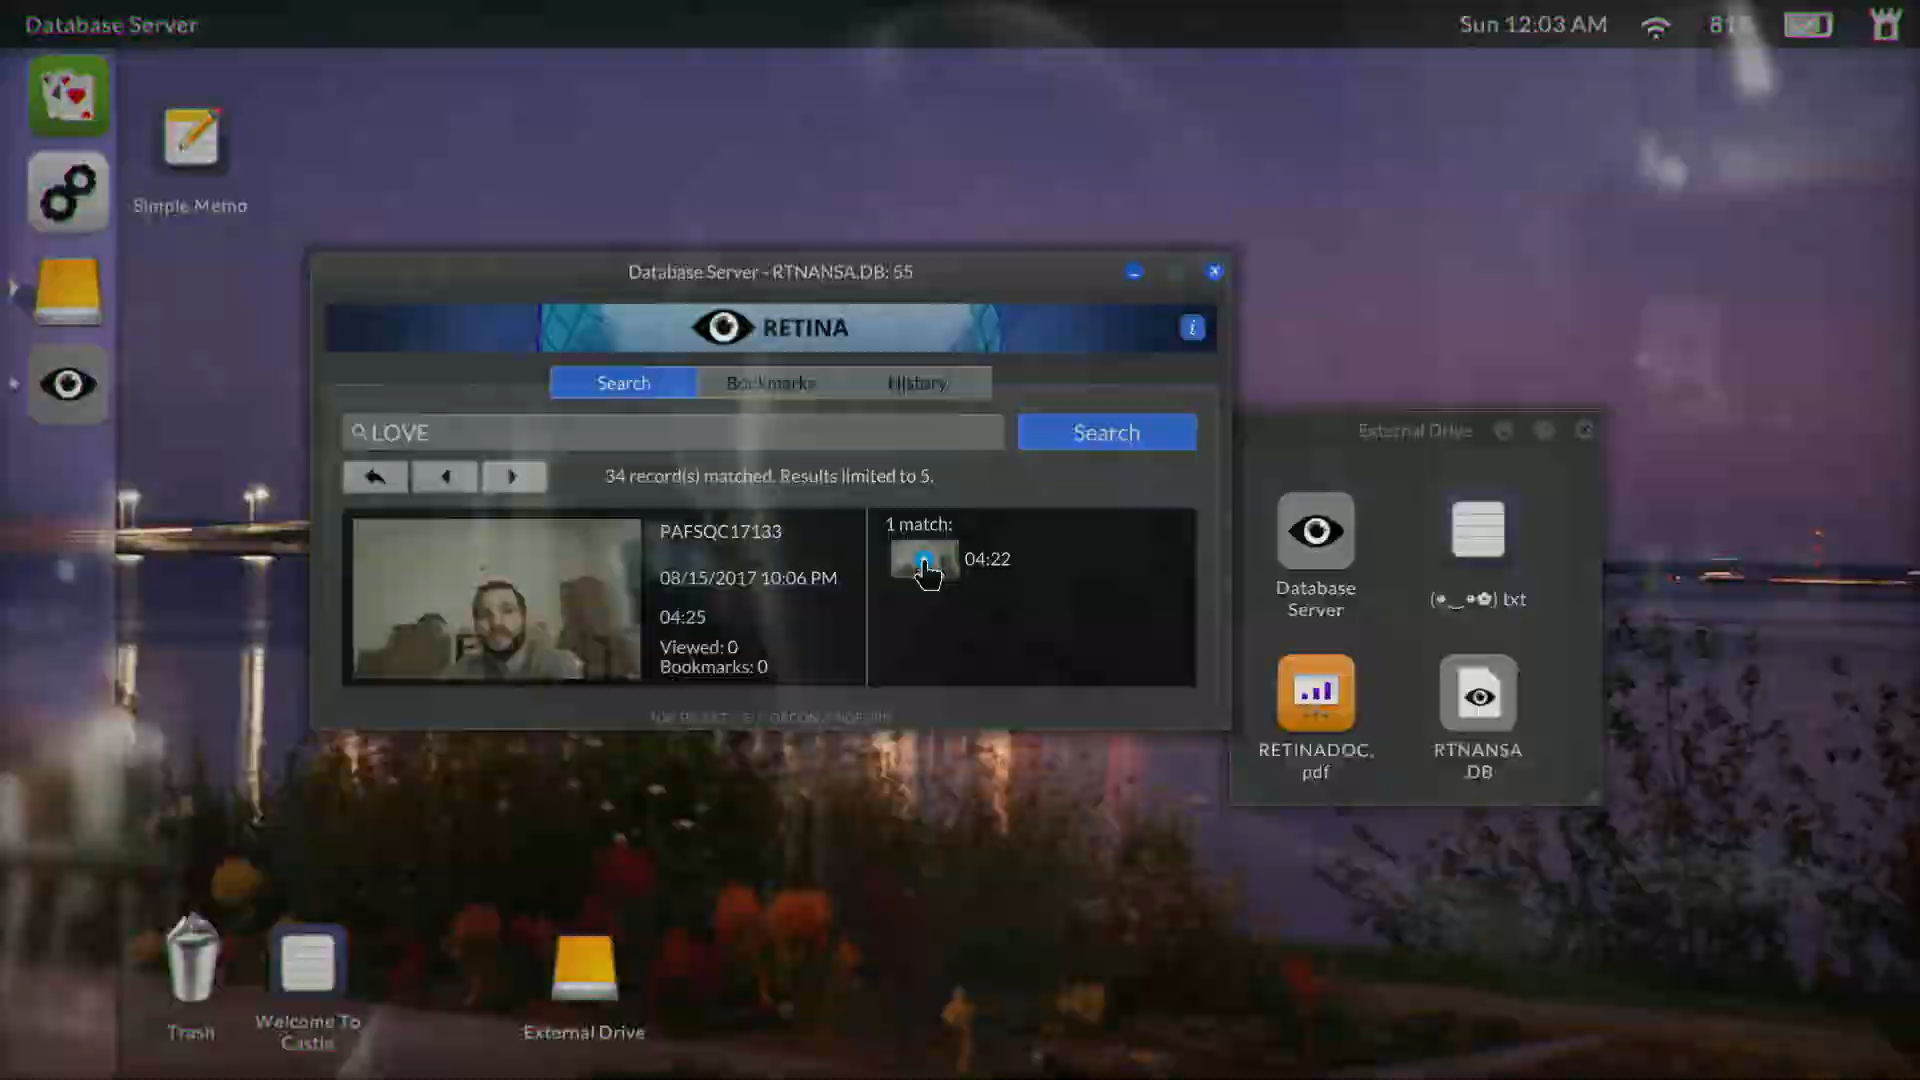 Database Server
Sun 12:03 AM
Simple Memo
Database Server - RTNANSA.DB: 55
RETINA
i
Search
Bookmarks
History
LOVE
Search
34 record(s) matched. Results limited to 5.
PAFSQC17133
08/15/2017 10:06 PM
04:25
Viewed: 0
Bookmarks: 0
1 match:
04:22
External Drive
Database
Server
(•‿•✿) txt
RETINADOC.
pdf
RTNANSA
.DB
Trash
Welcome To
Castle
External Drive